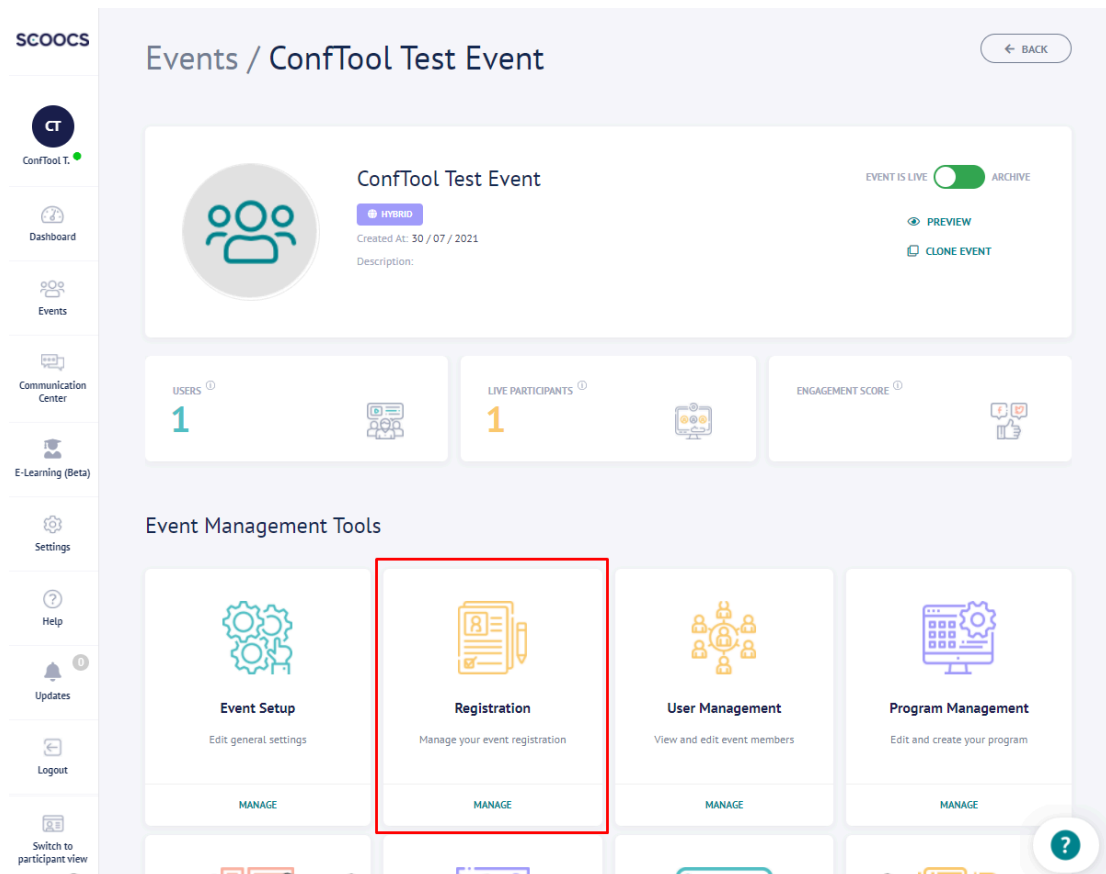 SCOOCS
CT
ConfTool T.
Dashboard
Events
Communication
Center
E-Learning (Beta)
Settings
Help
0
Updates
Logout
Switch to
participant view
Events / ConfTool Test Event
← BACK
ConfTool Test Event
HYBRID
Created At: 30 / 07 / 2021
Description:
EVENT IS LIVE
ARCHIVE
PREVIEW
CLONE EVENT
USERS
1
LIVE PARTICIPANTS
1
ENGAGEMENT SCORE
Event Management Tools
Event Setup
Edit general settings
MANAGE
Registration
Manage your event registration
MANAGE
User Management
View and edit event members
MANAGE
Program Management
Edit and create your program
MANAGE
?